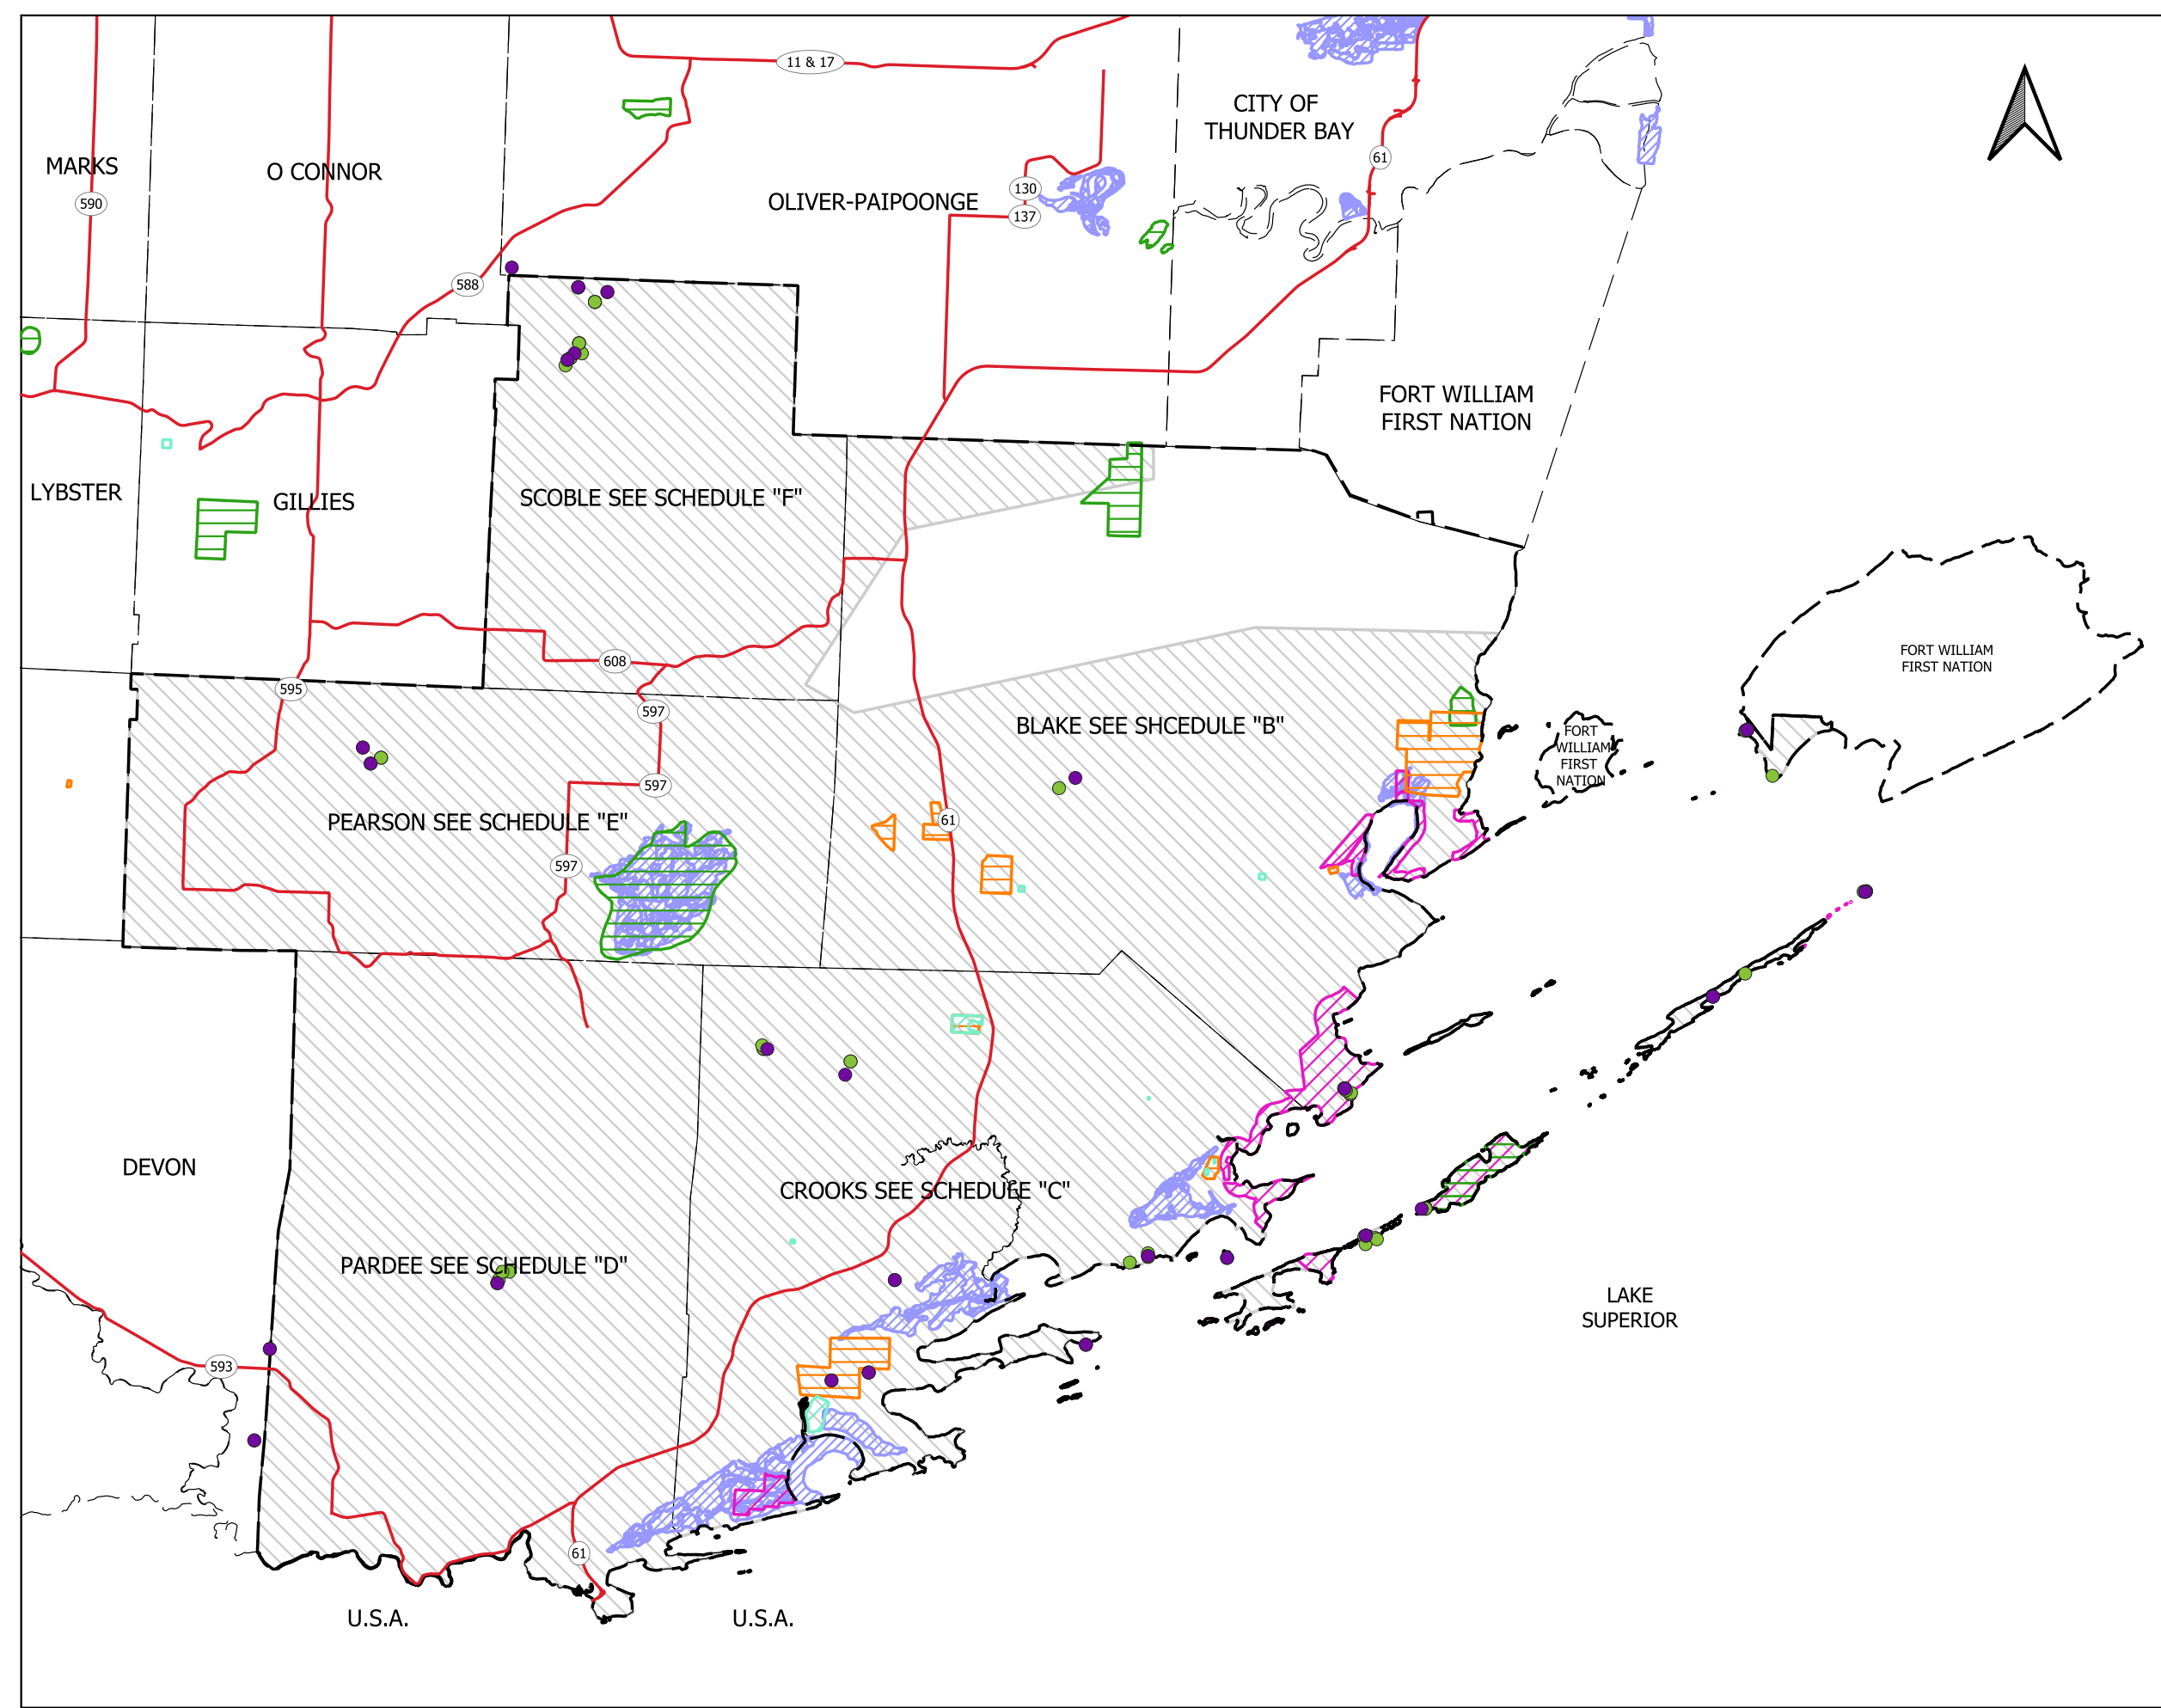 11 & 17
CITY OF
THUNDER BAY
MARKS
O CONNOR
61
590
130
OLIVER-PAIPOONGE
137
588
FORT WILLIAM
FIRST NATION
LYBSTER
GILLIES
SCOBLE SEE SCHEDULE "F"
608
FORT WILLIAM
FIRST NATION
595
597
BLAKE SEE SHCEDULE "B"
FORT
WILLIAM
FIRST
NATION
597
PEARSON SEE SCHEDULE "E"
61
597
DEVON
CROOKS SEE SCHEDULE "C"
PARDEE SEE SCHEDULE "D"
LAKE
SUPERIOR
593
61
U.S.A.
U.S.A.